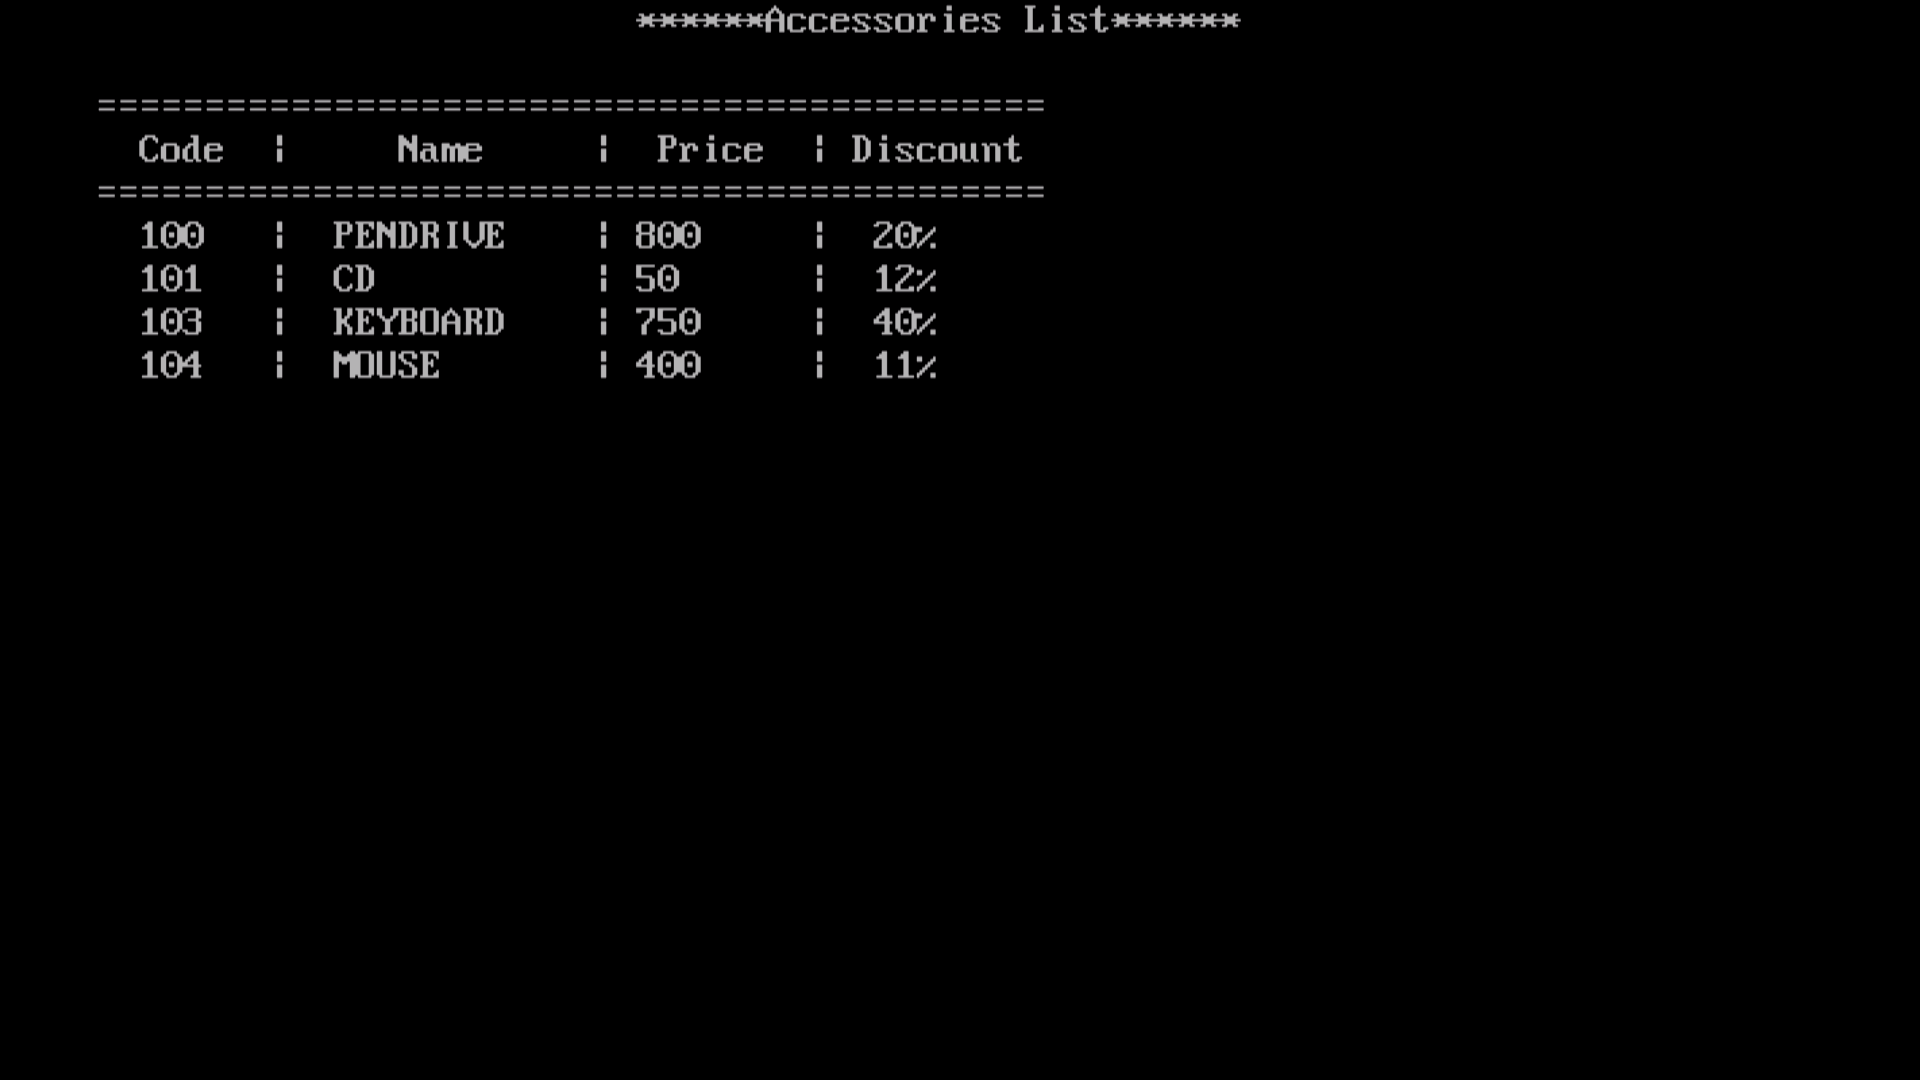 ******Accessories List******
============================================
Code | Name | Price | Discount
============================================
100 | PENDRIVE | 800 | 20%
101 | CD | 50 | 12%
103 | KEYBOARD | 750 | 40%
104 | MOUSE | 400 | 11%